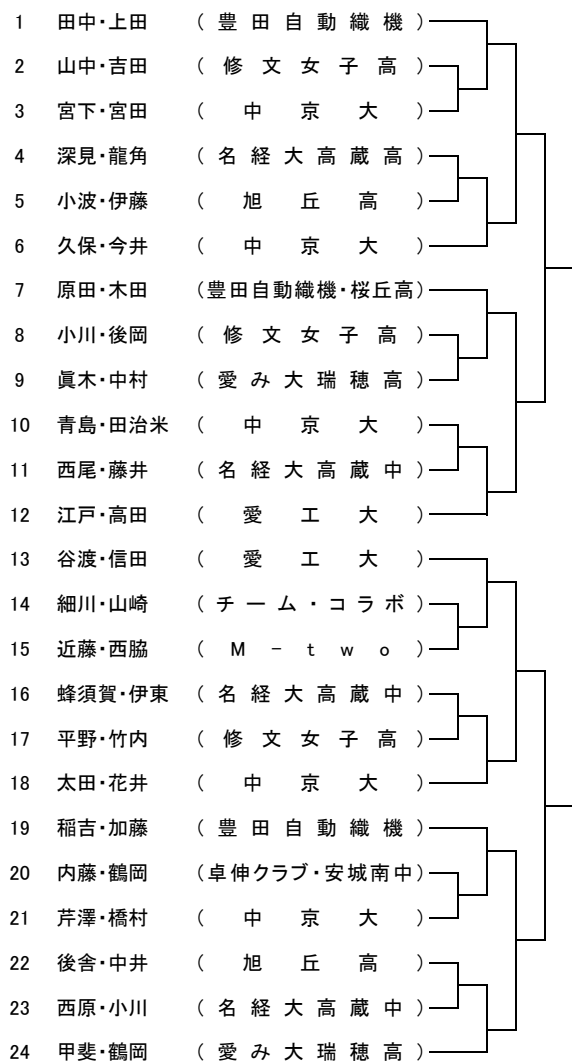 1 田中・上田 (豊田自動織機)
2 山中・吉田 (修文女子高)
3 宮下・宮田 (中京大)
4 深見・龍角 (名経大高蔵高)
5 小波・伊藤 (旭丘高)
6 久保・今井 (中京大)
7 原田・木田 (豊田自動織機・桜丘高)
8 小川・後岡 (修文女子高)
9 眞木・中村 (愛み大瑞穂高)
10 青島・田治米 (中京大)
11 西尾・藤井 (名経大高蔵中)
12 江戸・高田 (愛工大)
13 谷渡・信田 (愛工大)
14 細川・山崎 (チーム・コラボ)
15 近藤・西脇 (M-two)
16 蜂須賀・伊東 (名経大高蔵中)
17 平野・竹内 (修文女子高)
18 太田・花井 (中京大)
19 稲吉・加藤 (豊田自動織機)
20 内藤・鶴岡 (卓伸クラブ・安城南中)
21 芹澤・橋村 (中京大)
22 後舎・中井 (旭丘高)
23 西原・小川 (名経大高蔵中)
24 甲斐・鶴岡 (愛み大瑞穂高)